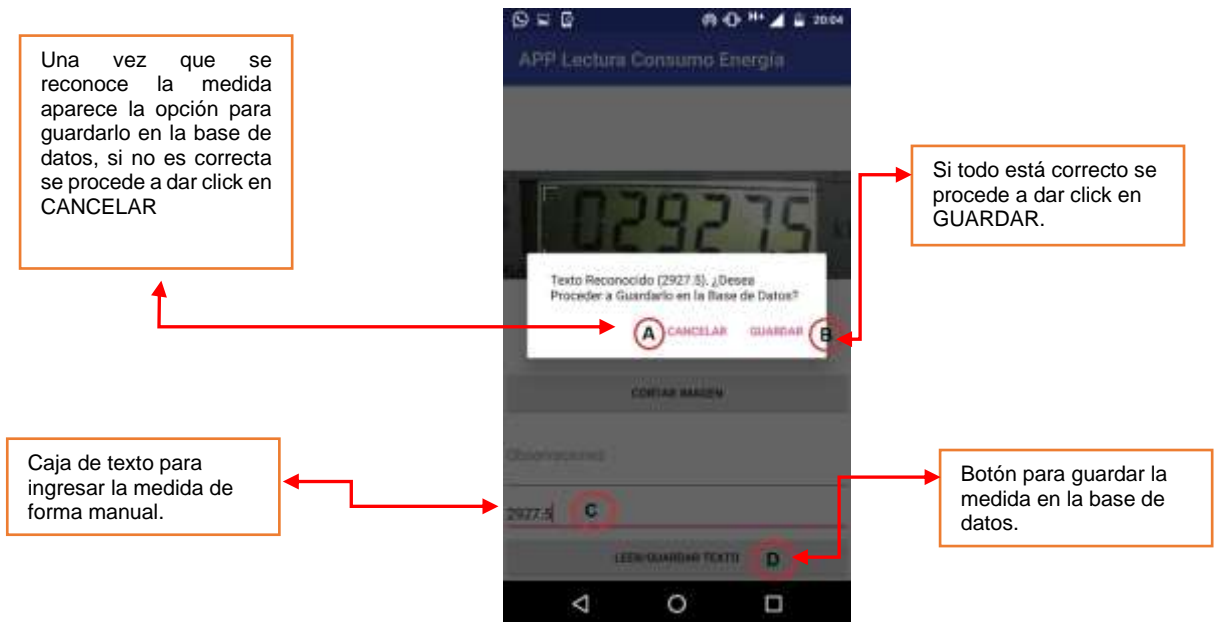 Una vez que se
reconoce la medida
aparece la opción para
guardarlo en la base de
datos, si no es correcta
se procede a dar click en
CANCELAR
H+ 20:04
APP Lectura Consumo Energía
02927.5
Texto Reconocido (2927.5). ¿Desea
Proceder a Guardarlo en la Base de Datos?
A CANCELAR GUARDAR B
CORTAR IMAGEN
Observaciones
2927.5 C
LEER/GUARDAR TEXTO D
Si todo está correcto se
procede a dar click en
GUARDAR.
Caja de texto para
ingresar la medida de
forma manual.
Botón para guardar la
medida en la base de
datos.